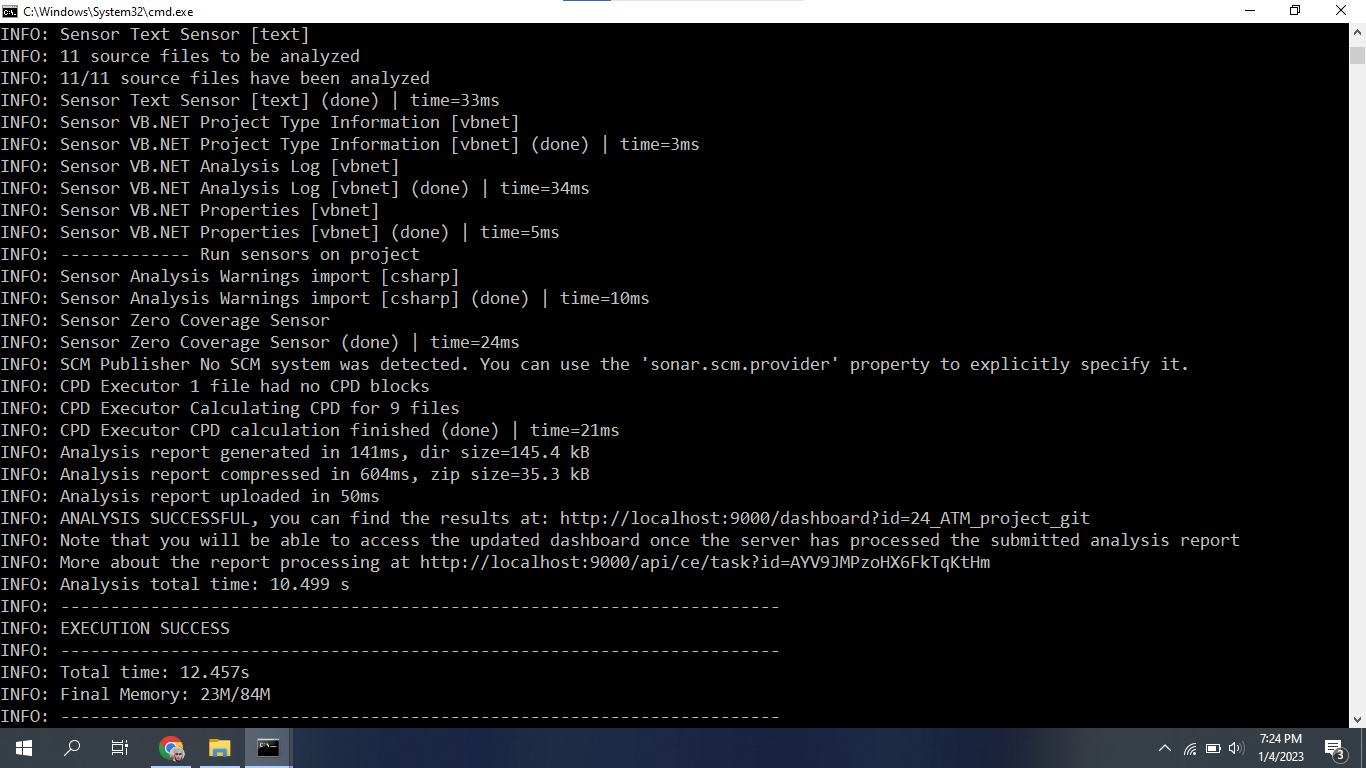 C:\Windows\System32\cmd.exe
INFO: Sensor Text Sensor [text]
INFO: 11 source files to be analyzed
INFO: 11/11 source files have been analyzed
INFO: Sensor Text Sensor [text] (done) | time=33ms
INFO: Sensor VB.NET Project Type Information [vbnet]
INFO: Sensor VB.NET Project Type Information [vbnet] (done) | time=3ms
INFO: Sensor VB.NET Analysis Log [vbnet]
INFO: Sensor VB.NET Analysis Log [vbnet] (done) | time=34ms
INFO: Sensor VB.NET Properties [vbnet]
INFO: Sensor VB.NET Properties [vbnet] (done) | time=5ms
INFO: ------------- Run sensors on project
INFO: Sensor Analysis Warnings import [csharp]
INFO: Sensor Analysis Warnings import [csharp] (done) | time=10ms
INFO: Sensor Zero Coverage Sensor
INFO: Sensor Zero Coverage Sensor (done) | time=24ms
INFO: SCM Publisher No SCM system was detected. You can use the 'sonar.scm.provider' property to explicitly specify it.
INFO: CPD Executor 1 file had no CPD blocks
INFO: CPD Executor Calculating CPD for 9 files
INFO: CPD Executor CPD calculation finished (done) | time=21ms
INFO: Analysis report generated in 141ms, dir size=145.4 kB
INFO: Analysis report compressed in 604ms, zip size=35.3 kB
INFO: Analysis report uploaded in 50ms
INFO: ANALYSIS SUCCESSFUL, you can find the results at: http://localhost:9000/dashboard?id=24_ATM_project_git
INFO: Note that you will be able to access the updated dashboard once the server has processed the submitted analysis report
INFO: More about the report processing at http://localhost:9000/api/ce/task?id=AYV9JMPzoHX6FkTqKtHm
INFO: Analysis total time: 10.499 s
INFO: ------------------------------------------------------------------------
INFO: EXECUTION SUCCESS
INFO: ------------------------------------------------------------------------
INFO: Total time: 12.457s
INFO: Final Memory: 23M/84M
INFO: ------------------------------------------------------------------------
7:24 PM
1/4/2023
3